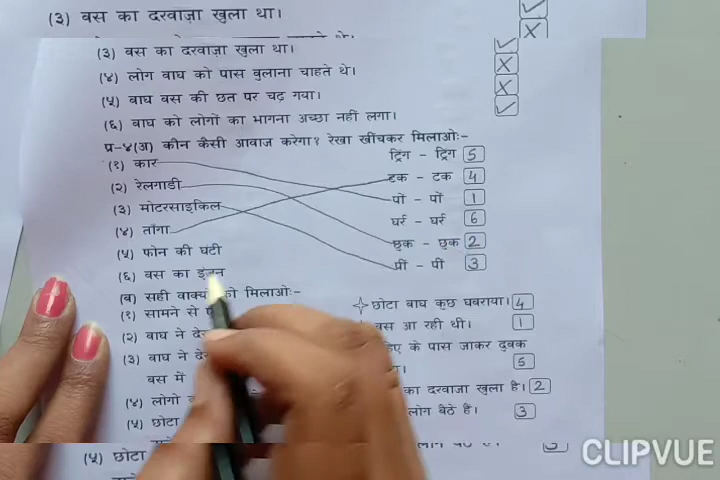 (३) बस का दरवाज़ा खुला था।
(३) बस का दरवाज़ा खुला था।
(४) लोग बाघ को पास बुलाना चाहते थे।
(५) बाघ बस की छत पर चढ़ गया।
(६) बाघ को लोगों का भागना अच्छा नहीं लगा।
प्र-४(अ) कौन कैसी आवाज करेगा? रेखा खींचकर मिलाओ:-
(१) कार ट्रिंग - ट्रिंग 5
(२) रेलगाडी टक - टक 4
(३) मोटरसाइकिल पों - पों 1
(४) ताँगा घर्र - घर्र 6
(५) फोन की घंटी छुक - छुक 2
(६) बस का इंजन पीं - पीं 3
(ब) सही वाक्य को मिलाओ:-
(१) सामने से छोटा बाघ कुछ घबराया। 4
(२) बाघ ने बस आ रही थी। 1
(३) बाघ ने के पास जाकर दुबक
बस में 5
(४) लोगो का दरवाजा खुला है। 2
(५) छोटा लोग बैठे हैं। 3
(५) छोटा
CLIPVUE